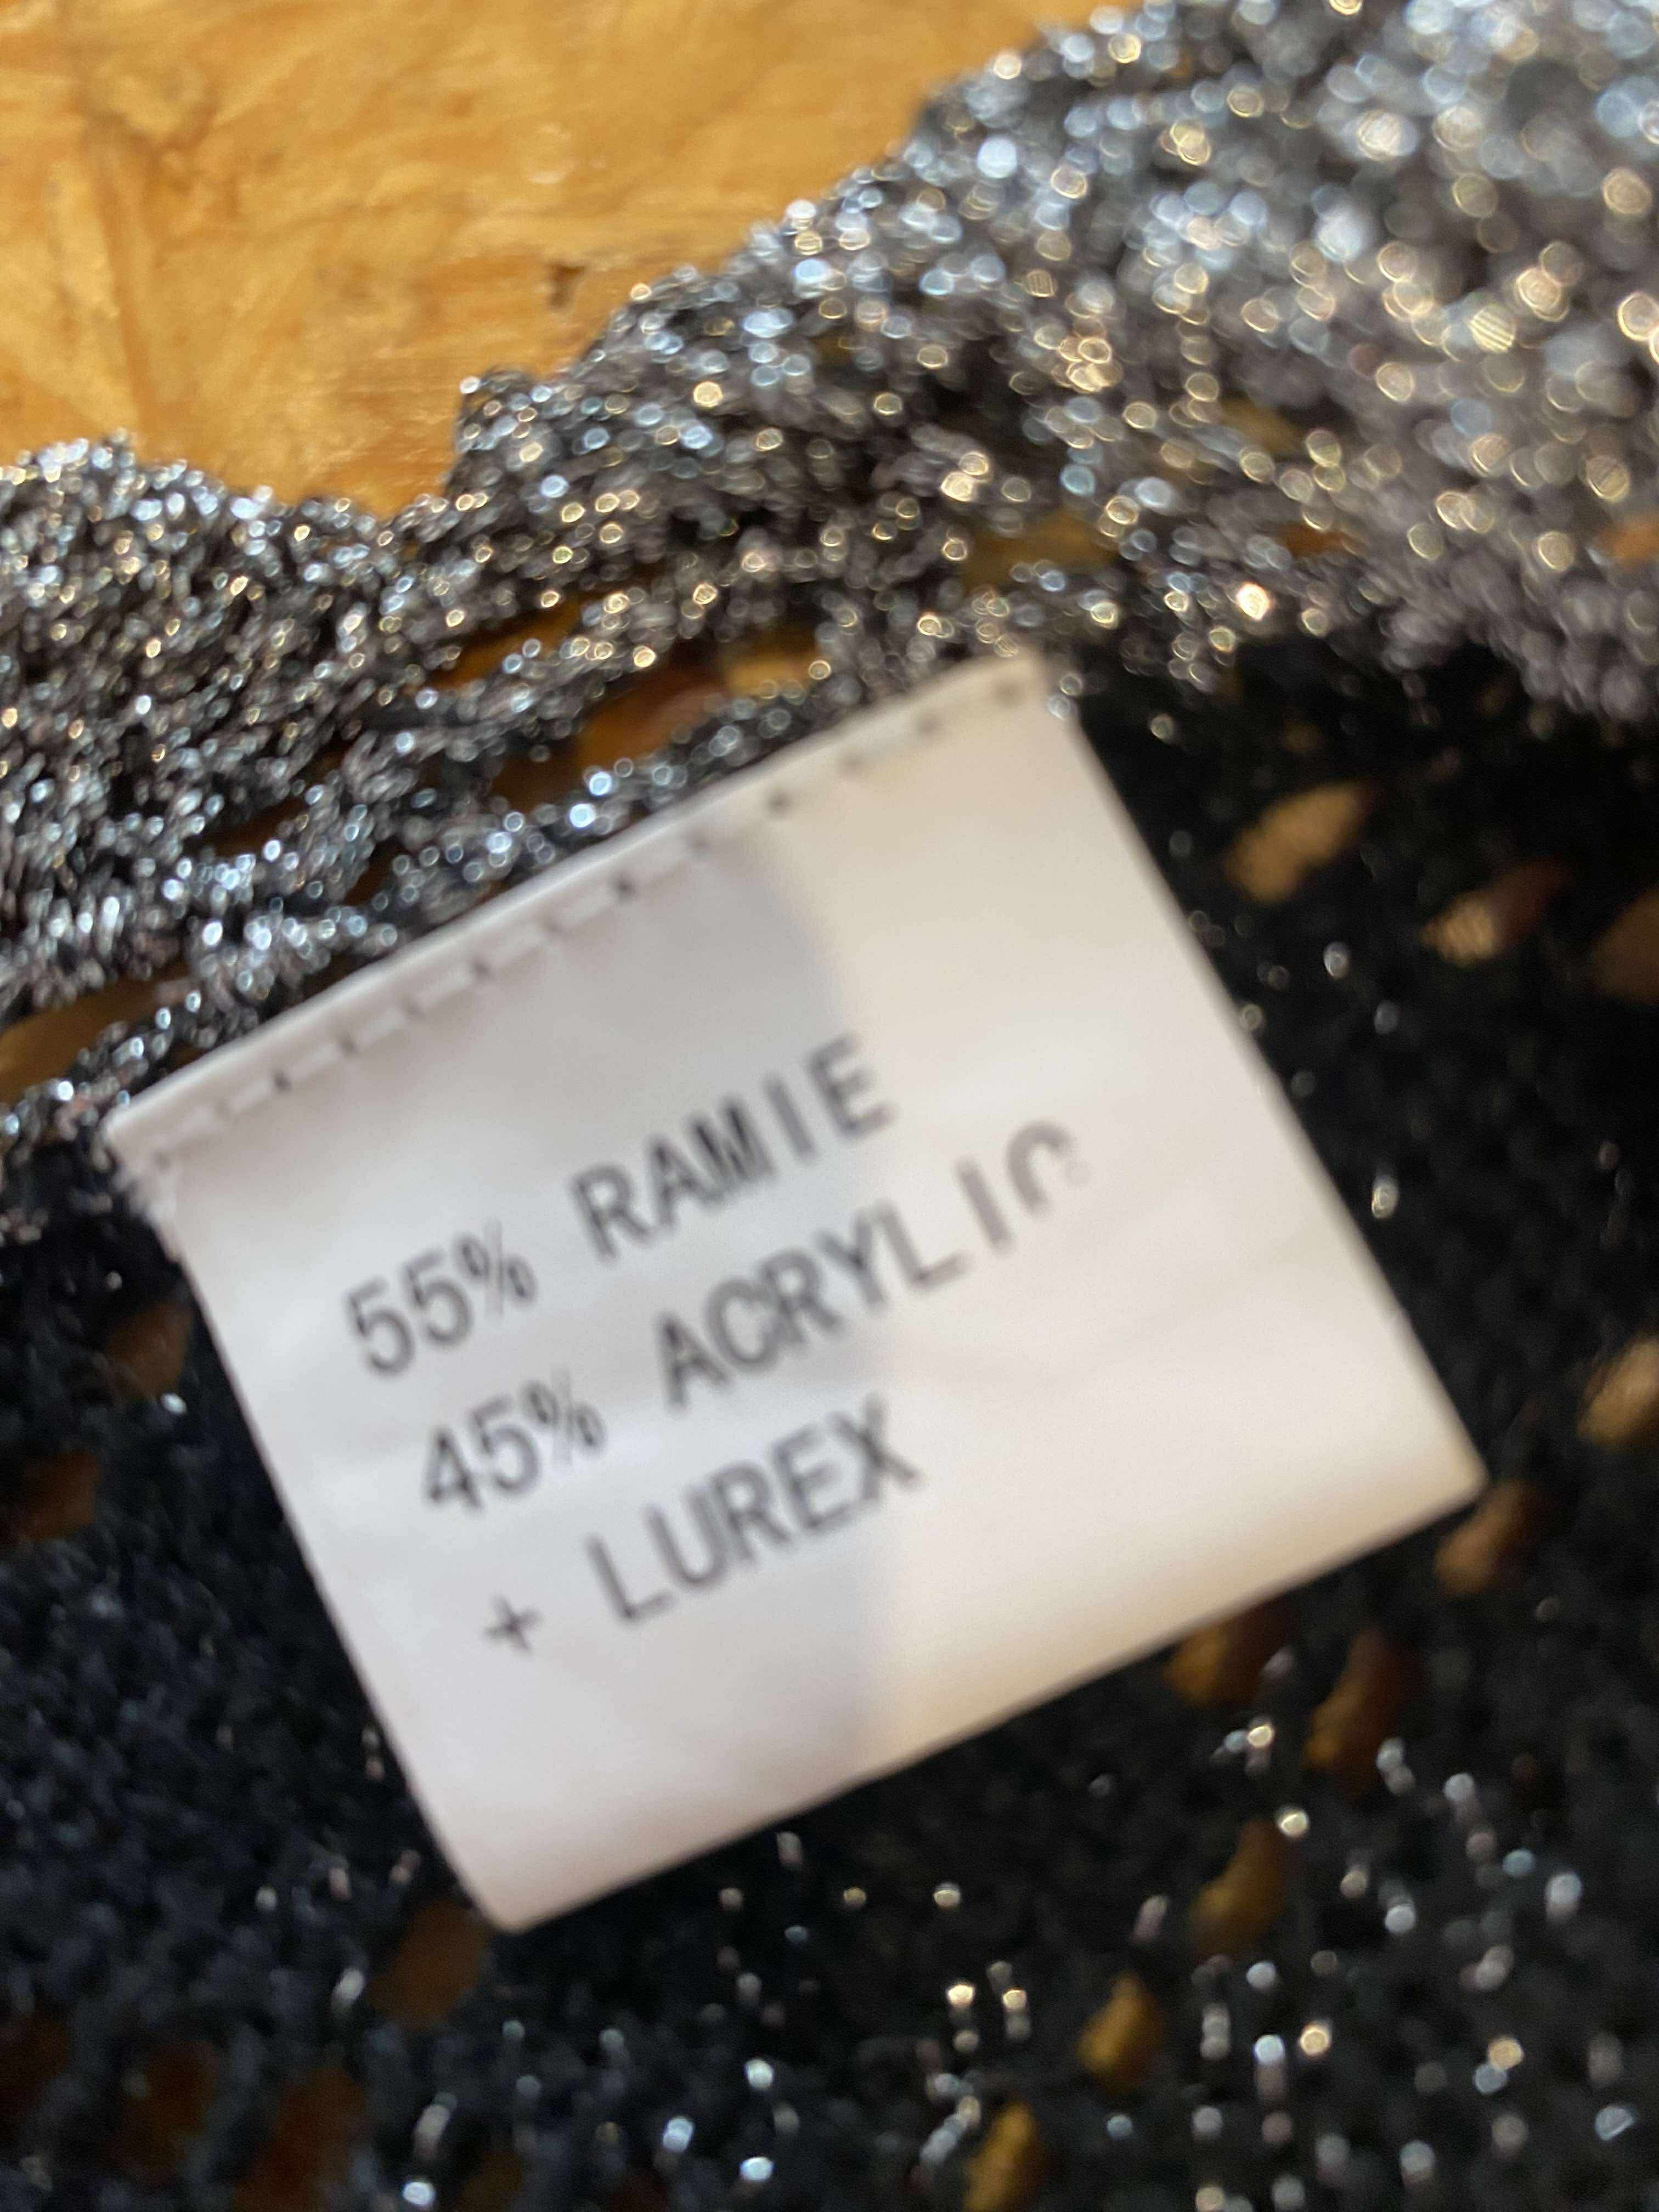 55% RAMIE
45% ACRYLIC
+ LUREX